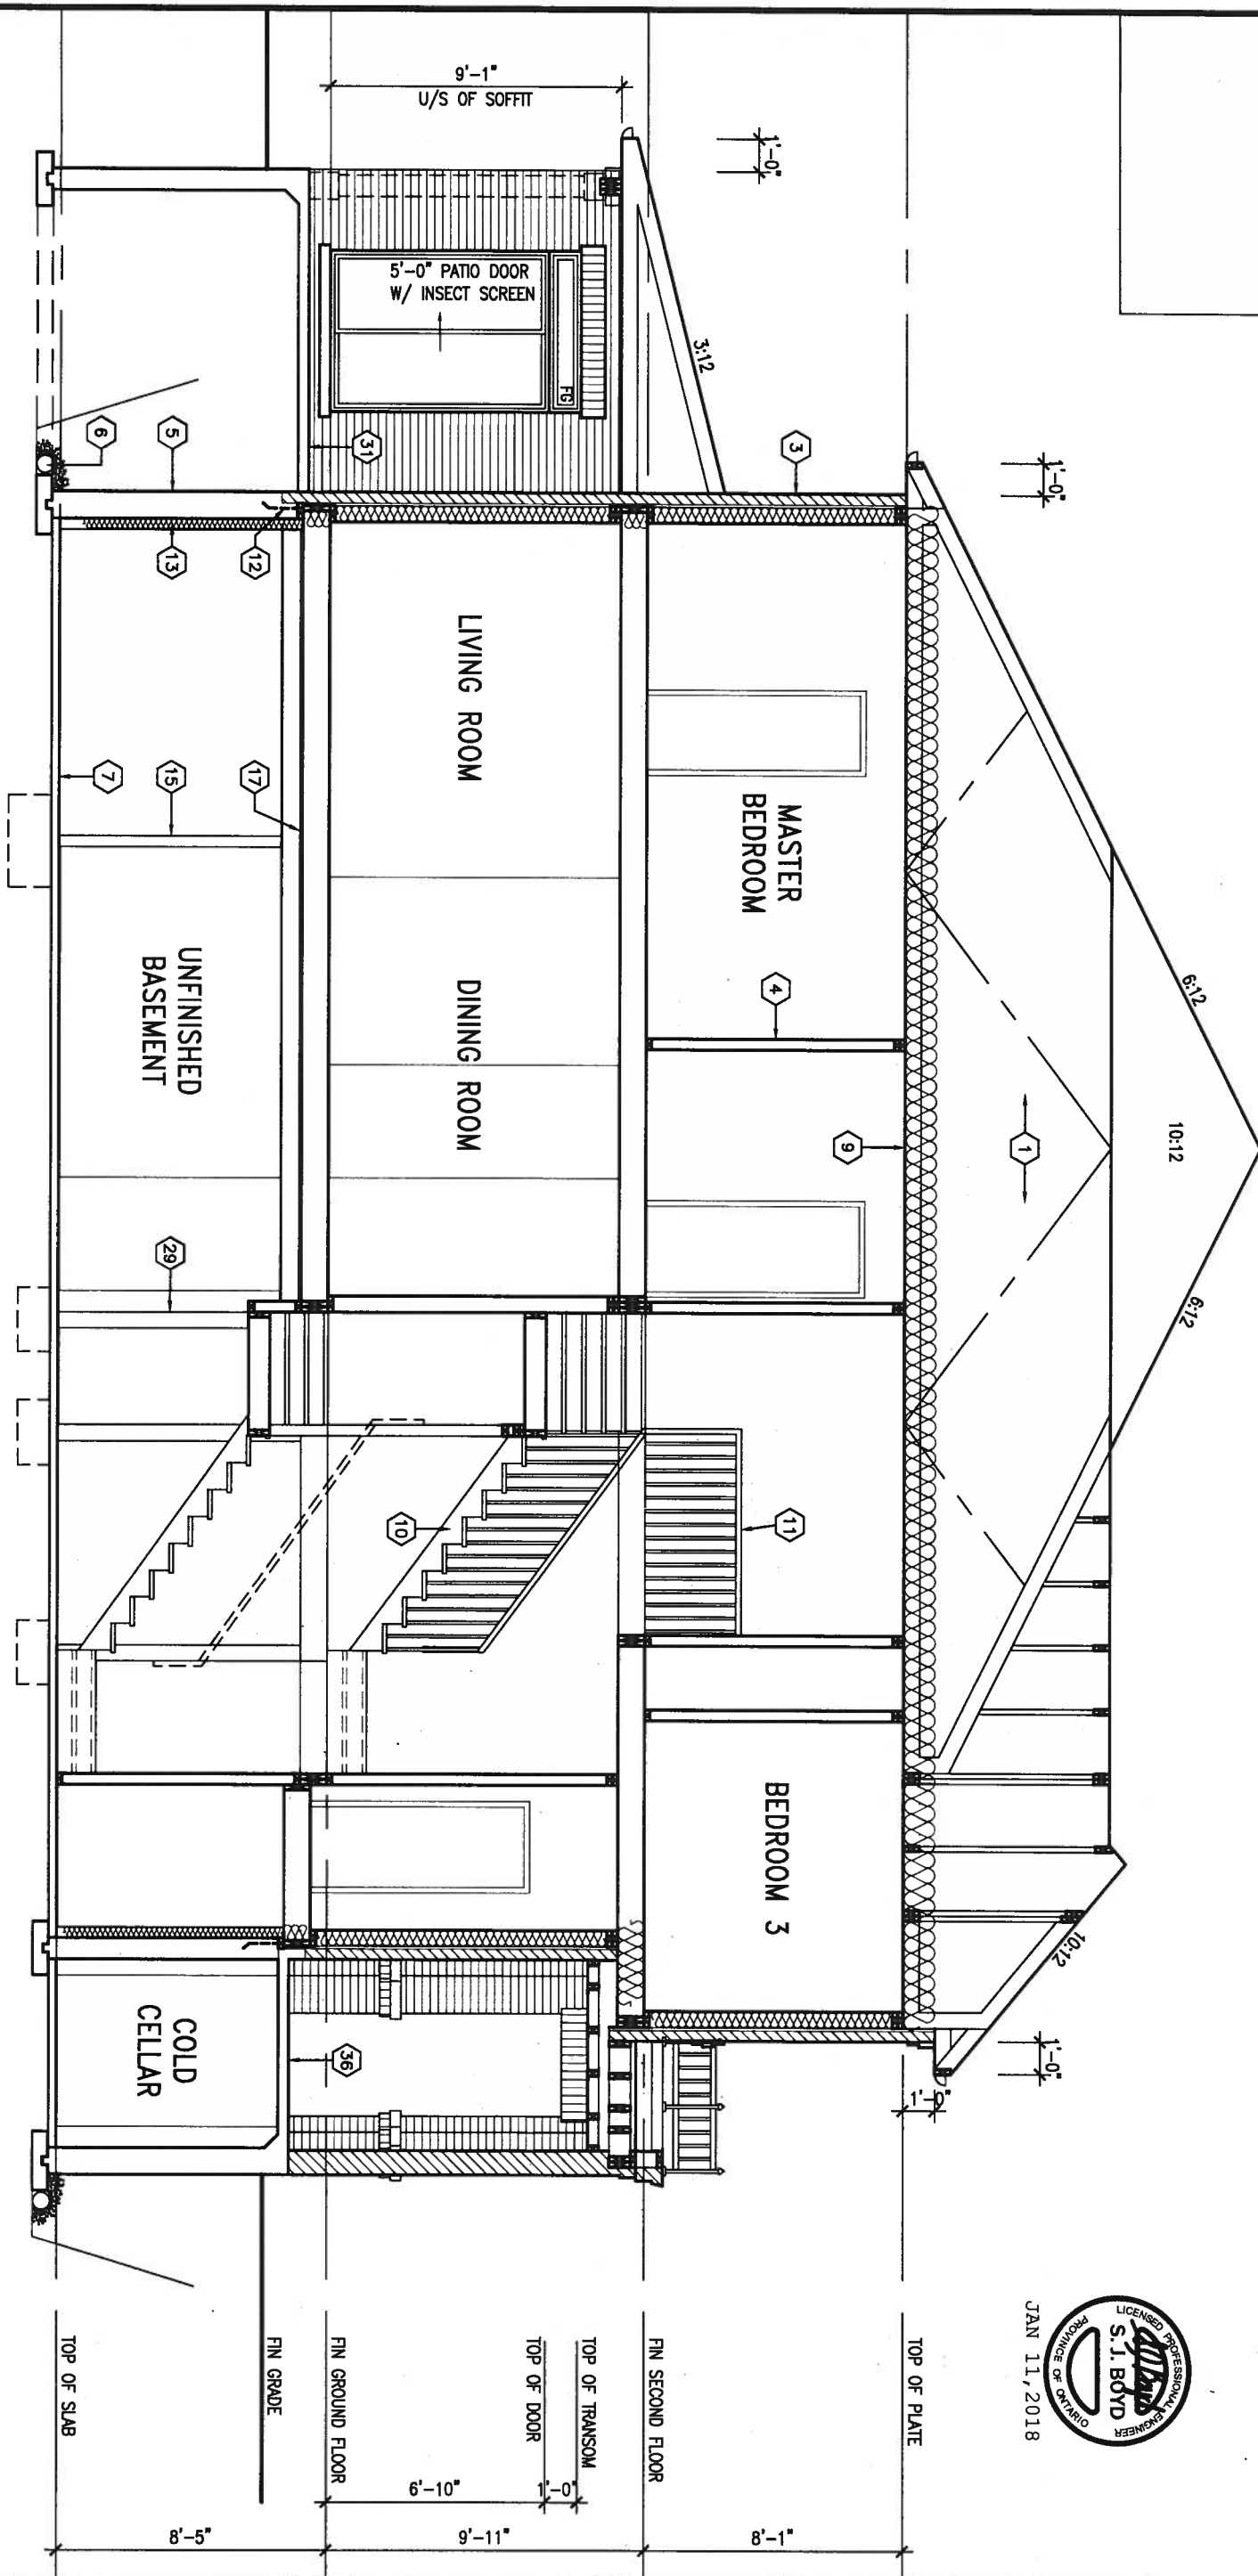 9'-1"
U/S OF SOFFIT
1'-0"
5'-0" PATIO DOOR
W/ INSECT SCREEN
FG
3:12
3
31
5
6
1'-0"
12
13
LIVING ROOM
MASTER
BEDROOM
7
15
17
UNFINISHED
BASEMENT
DINING ROOM
4
9
1
6:12
10:12
6:12
29
10
11
BEDROOM 3
10:12
COLD
CELLAR
36
1'-0"
1'-0"
LICENSED PROFESSIONAL ENGINEER
S. J. BOYD
PROVINCE OF ONTARIO
JAN 11, 2018
TOP OF PLATE
FIN SECOND FLOOR
TOP OF TRANSOM
TOP OF DOOR
FIN GROUND FLOOR
FIN GRADE
TOP OF SLAB
6'-10"
1'-0"
8'-5"
9'-11"
8'-1"